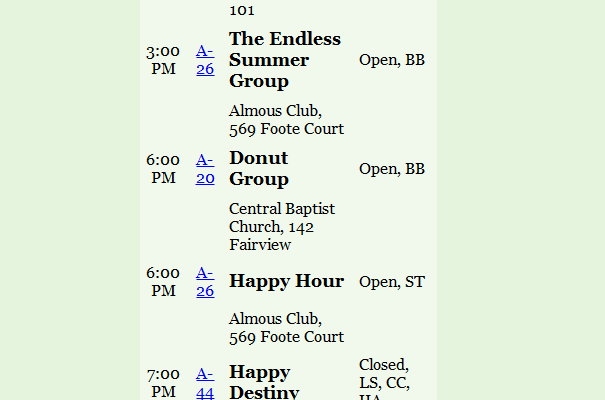 101
3:00 PM
A-26
The Endless Summer Group
Open, BB
Almous Club, 569 Foote Court
6:00 PM
A-20
Donut Group
Open, BB
Central Baptist Church, 142 Fairview
6:00 PM
A-26
Happy Hour
Open, ST
Almous Club, 569 Foote Court
7:00 PM
A-44
Happy Destiny
Closed, LS, CC,